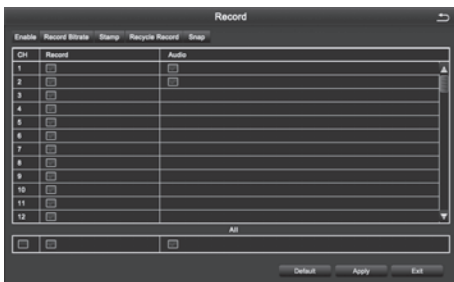 Record
Enable Record Bitrate Stamp Recycle Record Snap
CH Record Audio
1
2
3
4
5
6
7
8
9
10
11
12
All
Default Apply Exit